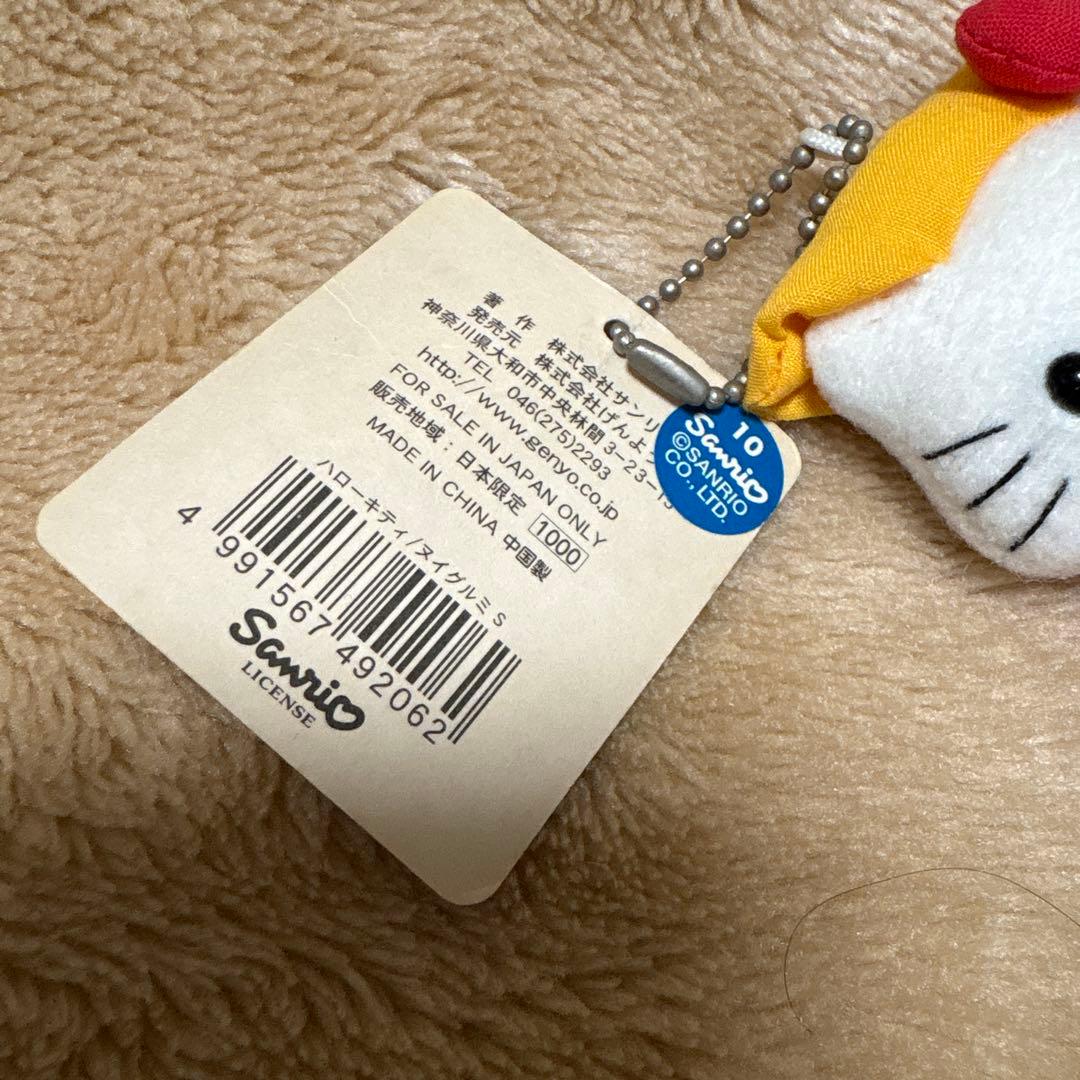 著　作　株式会社サンリ
発売元　株式会社げんよ
神奈川県大和市中央林間 3-23-
TEL 046(275)2293
http://www.genyo.co.jp
FOR SALE IN JAPAN ONLY
販売地域：日本限定 1000
MADE IN CHINA 中国製
ハローキティ/ヌイグルミ S
4 991567 492062
Sanrio
LICENSE
10
Sanrio
©SANRIO
CO.,LTD.